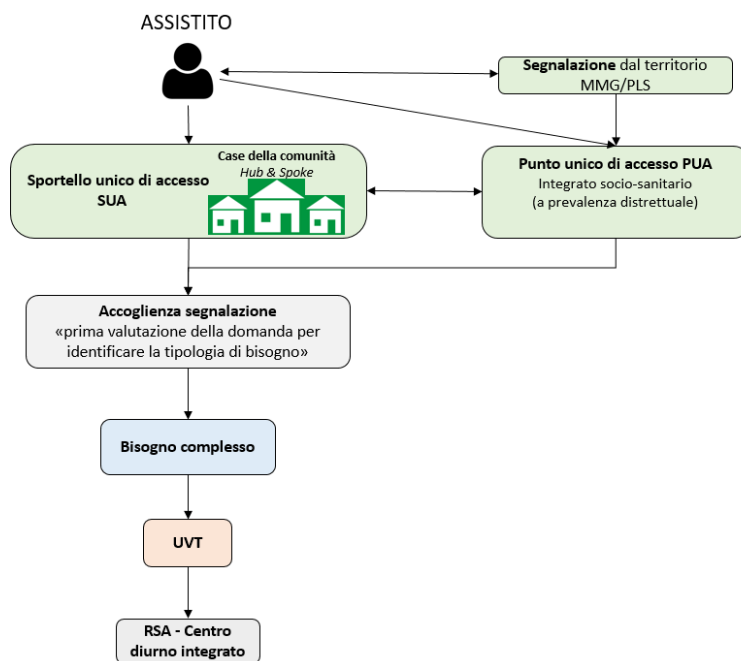 ASSISTITO
Segnalazione dal territorio
MMG/PLS
Sportello unico di accesso
SUA
Case della comunità
Hub & Spoke
Punto unico di accesso PUA
Integrato socio-sanitario
(a prevalenza distrettuale)
Accoglienza segnalazione
«prima valutazione della domanda per
identificare la tipologia di bisogno»
Bisogno complesso
UVT
RSA - Centro
diurno integrato